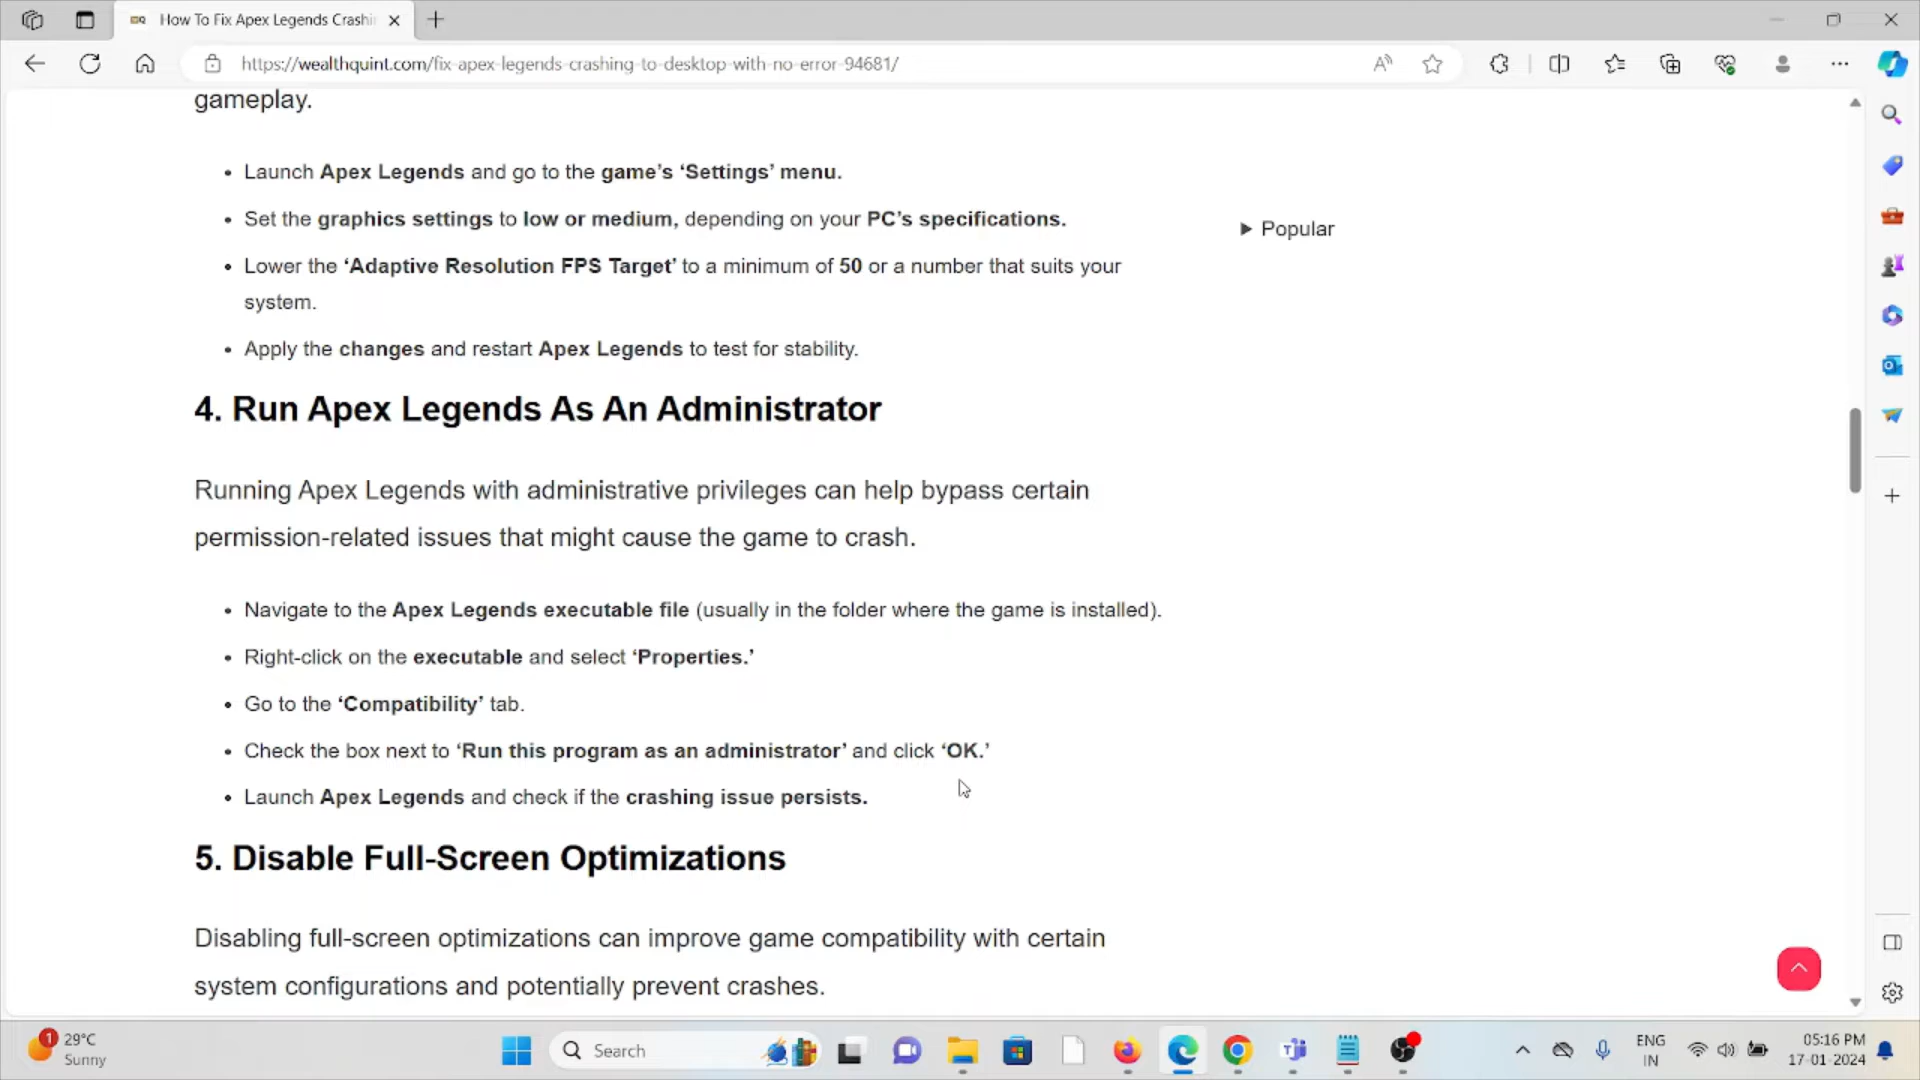 How To Fix Apex Legends Crashi
https://wealthquint.com/fix-apex-legends-crashing-to-desktop-with-no-error-94681/
gameplay.
• Launch Apex Legends and go to the game's ‘Settings’ menu.
• Set the graphics settings to low or medium, depending on your PC's specifications.
• Lower the ‘Adaptive Resolution FPS Target’ to a minimum of 50 or a number that suits your
system.
• Apply the changes and restart Apex Legends to test for stability.
Popular
4. Run Apex Legends As An Administrator
Running Apex Legends with administrative privileges can help bypass certain
permission-related issues that might cause the game to crash.
• Navigate to the Apex Legends executable file (usually in the folder where the game is installed).
• Right-click on the executable and select ‘Properties.’
• Go to the ‘Compatibility’ tab.
• Check the box next to ‘Run this program as an administrator’ and click ‘OK.’
• Launch Apex Legends and check if the crashing issue persists.
5. Disable Full-Screen Optimizations
Disabling full-screen optimizations can improve game compatibility with certain
system configurations and potentially prevent crashes.
1
29°C
Sunny
Search
ENG
IN
05:16 PM
17-01-2024